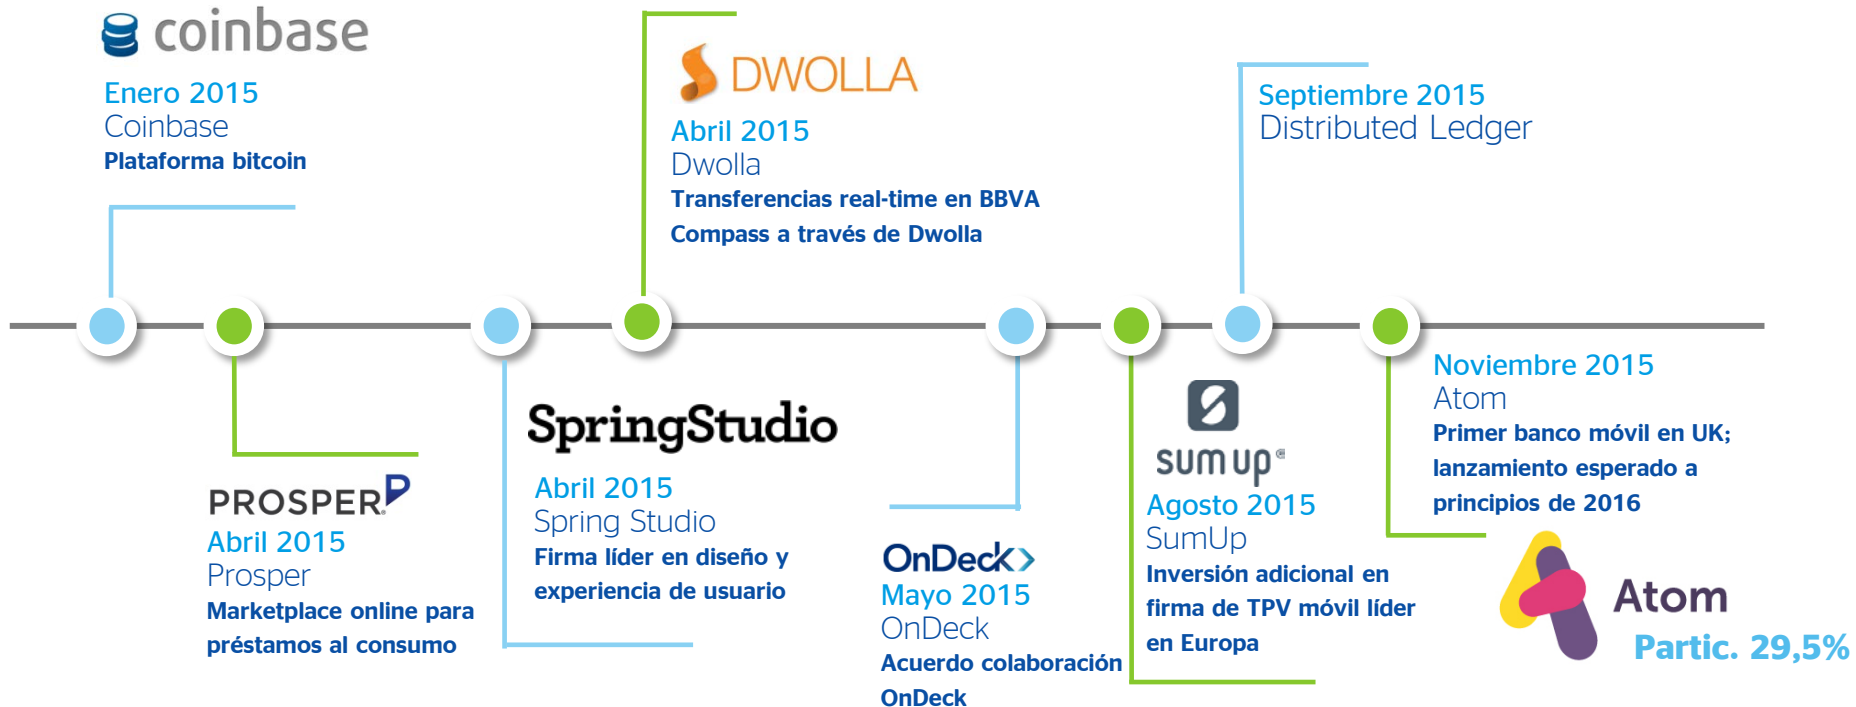 coinbase
Enero 2015
Coinbase
Plataforma bitcoin
PROSPER
Abril 2015
Prosper
Marketplace online para
préstamos al consumo
SpringStudio
Abril 2015
Spring Studio
Firma líder en diseño y
experiencia de usuario
DWOLLA
Abril 2015
Dwolla
Transferencias real-time en BBVA
Compass a través de Dwolla
OnDeck
Mayo 2015
OnDeck
Acuerdo colaboración
OnDeck
sumup®
Agosto 2015
SumUp
Inversión adicional en
firma de TPV móvil líder
en Europa
Septiembre 2015
Distributed Ledger
Noviembre 2015
Atom
Primer banco móvil en UK;
lanzamiento esperado a
principios de 2016
Atom
Partic. 29,5%